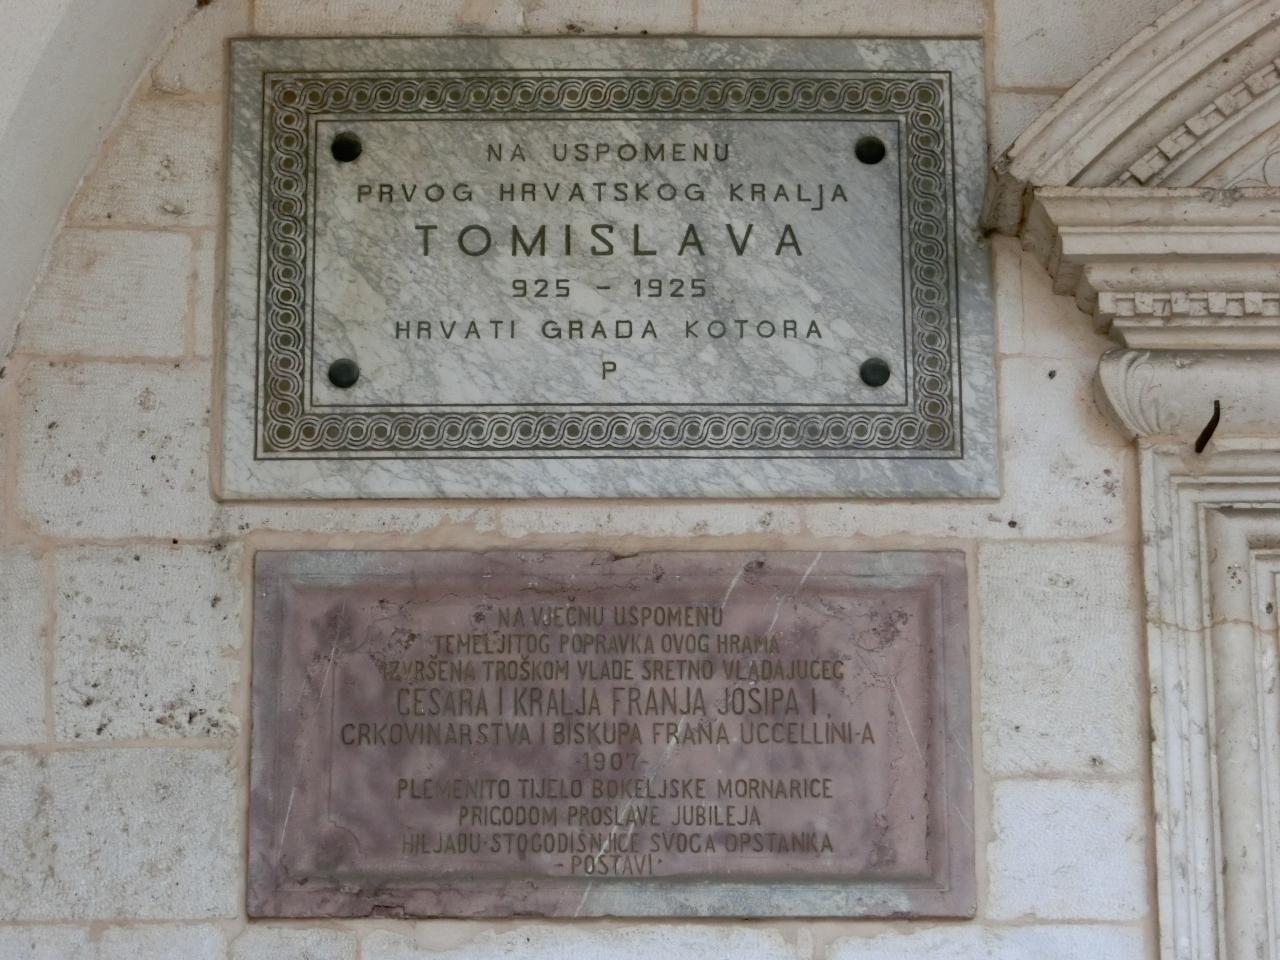 NA USPOMENU
PRVOG HRVATSKOG KRALJA
TOMISLAVA
925 – 1925
HRVATI GRADA KOTORA
P
NA VJEČNU USPOMENU
TEMELJITOG POPRAVKA OVOG HRAMA
IZVRŠENA TROŠKOM VLADE SRETNO VLADAJUĆEG
CESARA I KRALJA FRANJA JOSIPA I.
CRKOVINARSTVA I BISKUPA FRANA UCCELLINI-A
-1907-
PLEMENITO TIJELO BOKELJSKE MORNARICE
PRIGODOM PROSLAVE JUBILEJA
HILJADU-STOGODIŠNJICE SVOGA OPSTANKA
-POSTAVI-